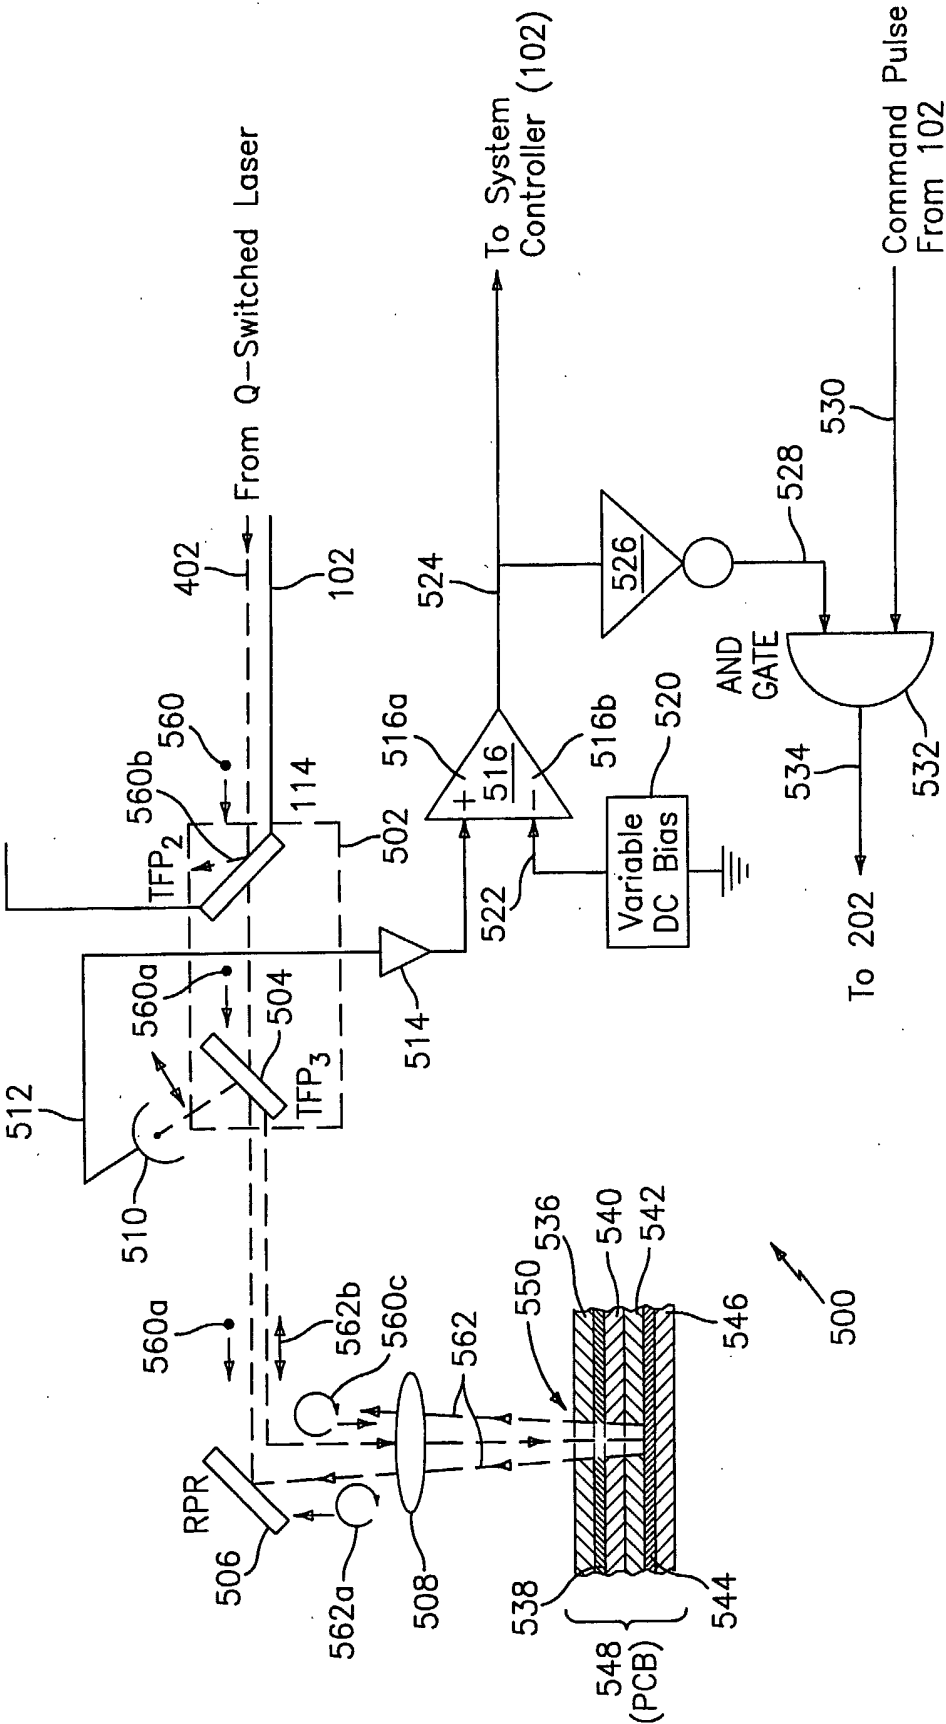 512
510
560a
TFP2
560b
560
402
From Q-Switched Laser
102
114
502
504
TFP3
560a
RPR
506
562b
560c
562a
562
508
550
536
540
542
546
538
544
548
(PCB)
500
514
516a
516
+
−
516b
522
520
Variable
DC Bias
524
To System
Controller (102)
526
528
AND
GATE
530
532
534
To 202
Command Pulse
From 102